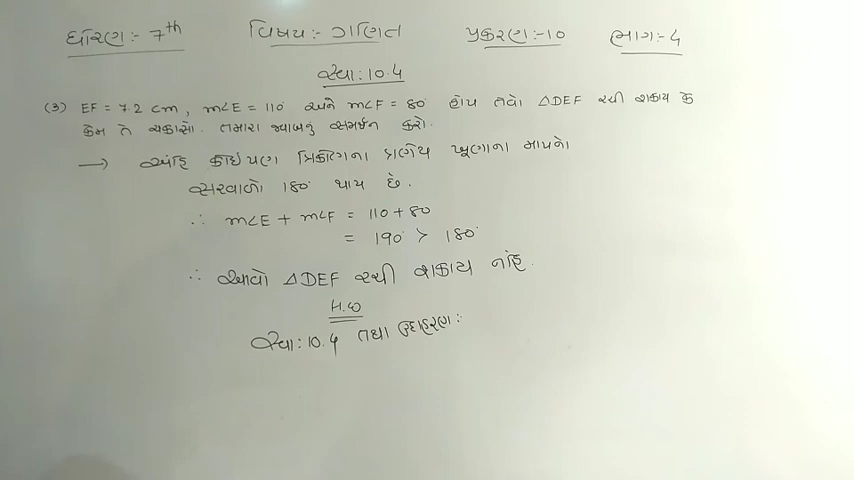 ધોરણ:- 7th વિષય:- ગણિત પ્રકરણ:-10 ભાગ:-4
સ્વા:10.4
(3) EF = 7.2 cm, m∠E = 110° અને m∠F = 80° હોય તેવો △DEF રચી શકાય કે
કેમ તે ચકાસો. તમારા જવાબનું સમર્થન કરો.
→ અહિં કોઈપણ ત્રિકોણના ત્રણેય ખૂણાના માપનો
સરવાળો 180° થાય છે.
∴ m∠E + m∠F = 110 + 80
= 190° > 180°
∴ આવો △DEF રચી શકાય નહિં.
H.W
સ્વા:10.4 તથા ઉદાહરણ: